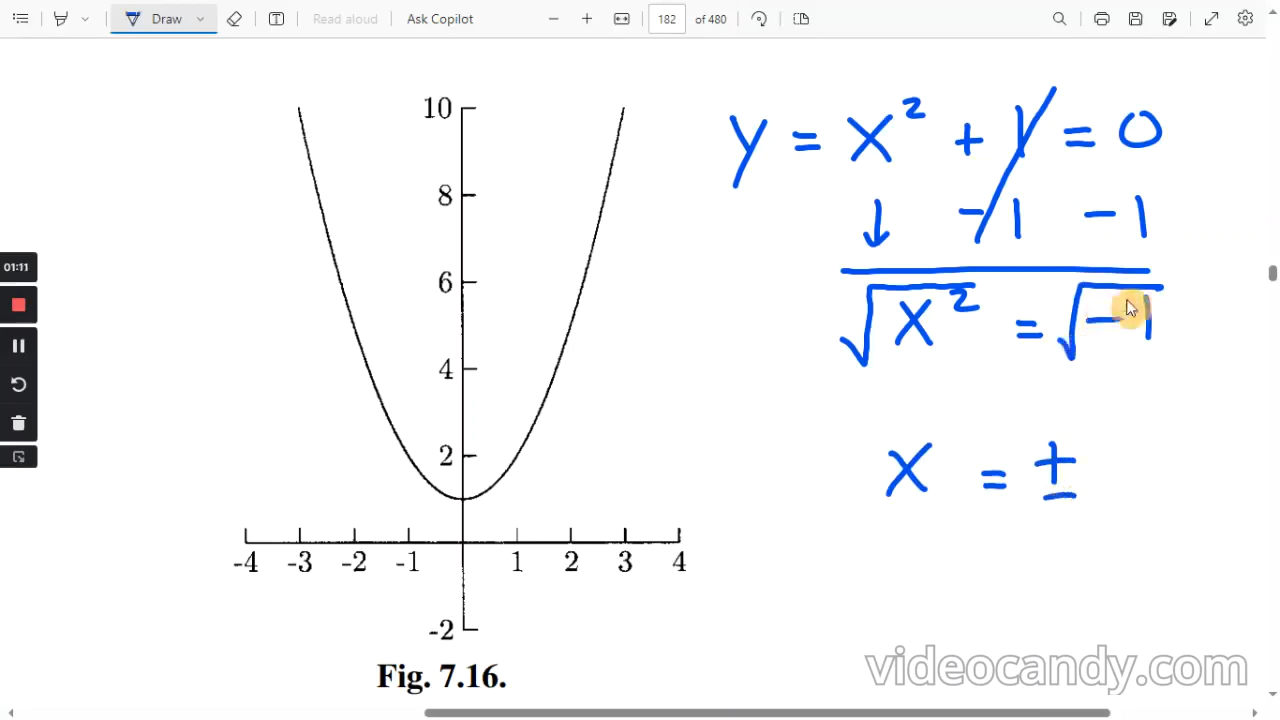 Draw Read aloud Ask Copilot 182 of 480
01:11
10
8
6
4
2
-4 -3 -2 -1 1 2 3 4
-2
Fig. 7.16.
y = x² + 1 = 0
↓ - 1 - 1
√x² = √-1
x = ±
videocandy.com